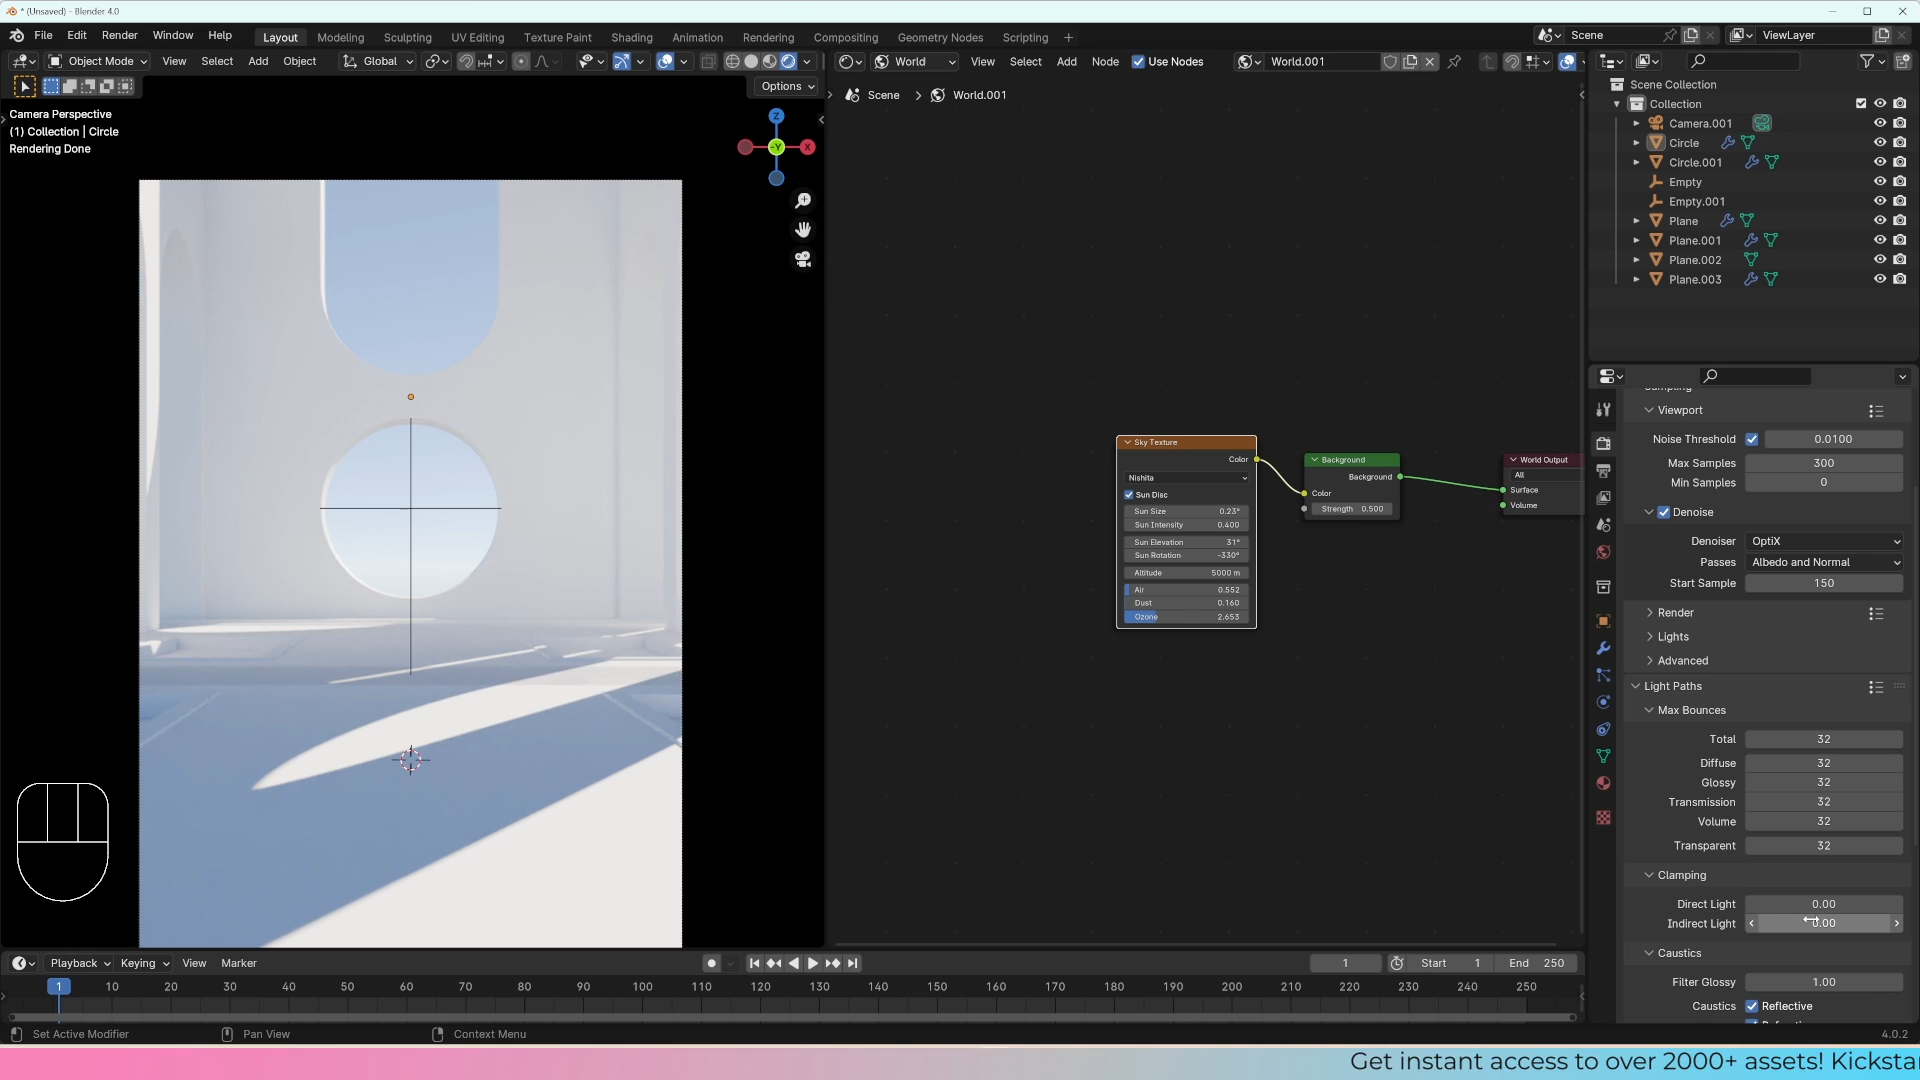 * (Unsaved) - Blender 4.0
File Edit Render Window Help Layout Modeling Sculpting UV Editing Texture Paint Shading Animation Rendering Compositing Geometry Nodes Scripting + Scene ViewLayer
Object Mode View Select Add Object Global
World View Select Add Node Use Nodes World.001
Options
Scene > World.001
Camera Perspective
(1) Collection | Circle
Rendering Done
Z
-Y
X
Sky Texture
Color
Nishita
Sun Disc
Sun Size 0.23°
Sun Intensity 0.400
Sun Elevation 31°
Sun Rotation -330°
Altitude 5000 m
Air 0.552
Dust 0.160
Ozone 2.653
Background
Background
Color
Strength 0.500
World Output
All
Surface
Volume
Scene Collection
Collection
Camera.001
Circle
Circle.001
Empty
Empty.001
Plane
Plane.001
Plane.002
Plane.003
Sampling
Viewport
Noise Threshold 0.0100
Max Samples 300
Min Samples 0
Denoise
Denoiser OptiX
Passes Albedo and Normal
Start Sample 150
Render
Lights
Advanced
Light Paths
Max Bounces
Total 32
Diffuse 32
Glossy 32
Transmission 32
Volume 32
Transparent 32
Clamping
Direct Light 0.00
Indirect Light 0.00
Caustics
Filter Glossy 1.00
Caustics Reflective
Playback Keying View Marker 1 Start 1 End 250
1 10 20 30 40 50 60 70 80 90 100 110 120 130 140 150 160 170 180 190 200 210 220 230 240 250
Set Active Modifier Pan View Context Menu 4.0.2
Get instant access to over 2000+ assets! Kicksta